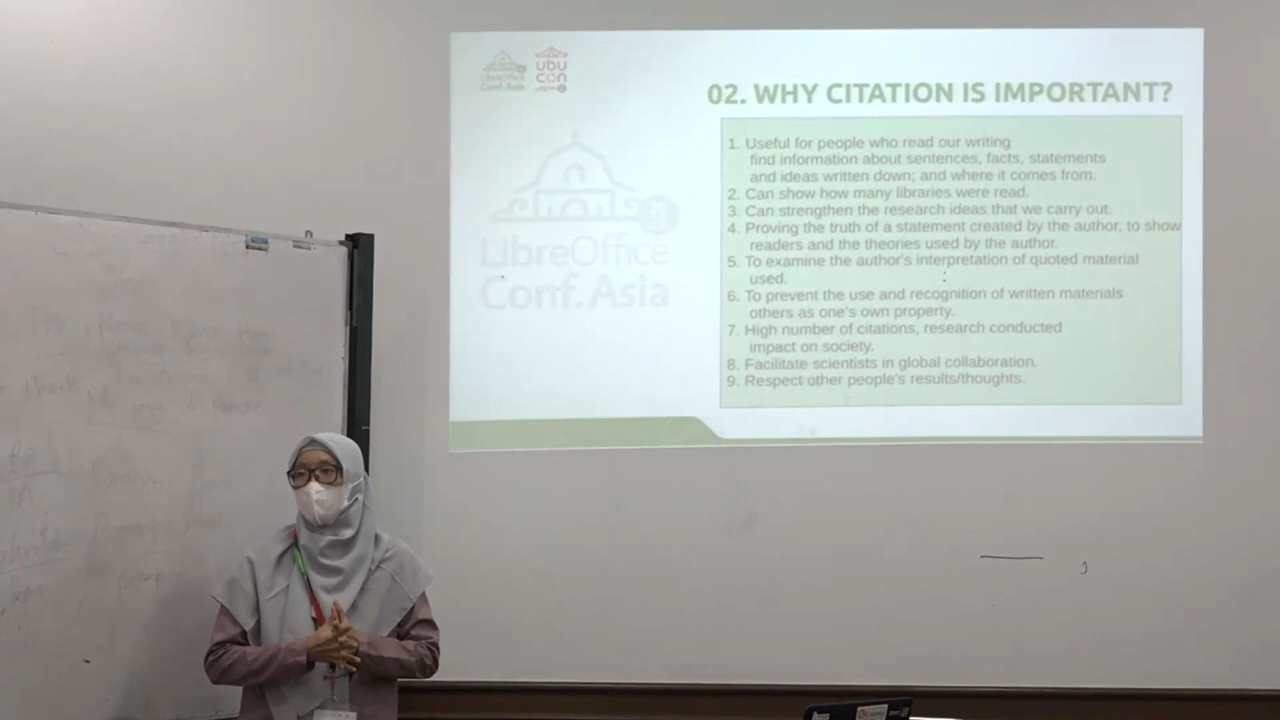 LibreOffice
Conf.Asia
ubu
con
02. WHY CITATION IS IMPORTANT?
LibreOffice
Conf.Asia
1. Useful for people who read our writing
find information about sentences, facts, statements
and ideas written down; and where it comes from.
2. Can show how many libraries were read.
3. Can strengthen the research ideas that we carry out.
4. Proving the truth of a statement created by the author, to show
readers and the theories used by the author.
5. To examine the author's interpretation of quoted material
used.
6. To prevent the use and recognition of written materials
others as one's own property.
7. High number of citations, research conducted
impact on society.
8. Facilitate scientists in global collaboration.
9. Respect other people's results/thoughts.